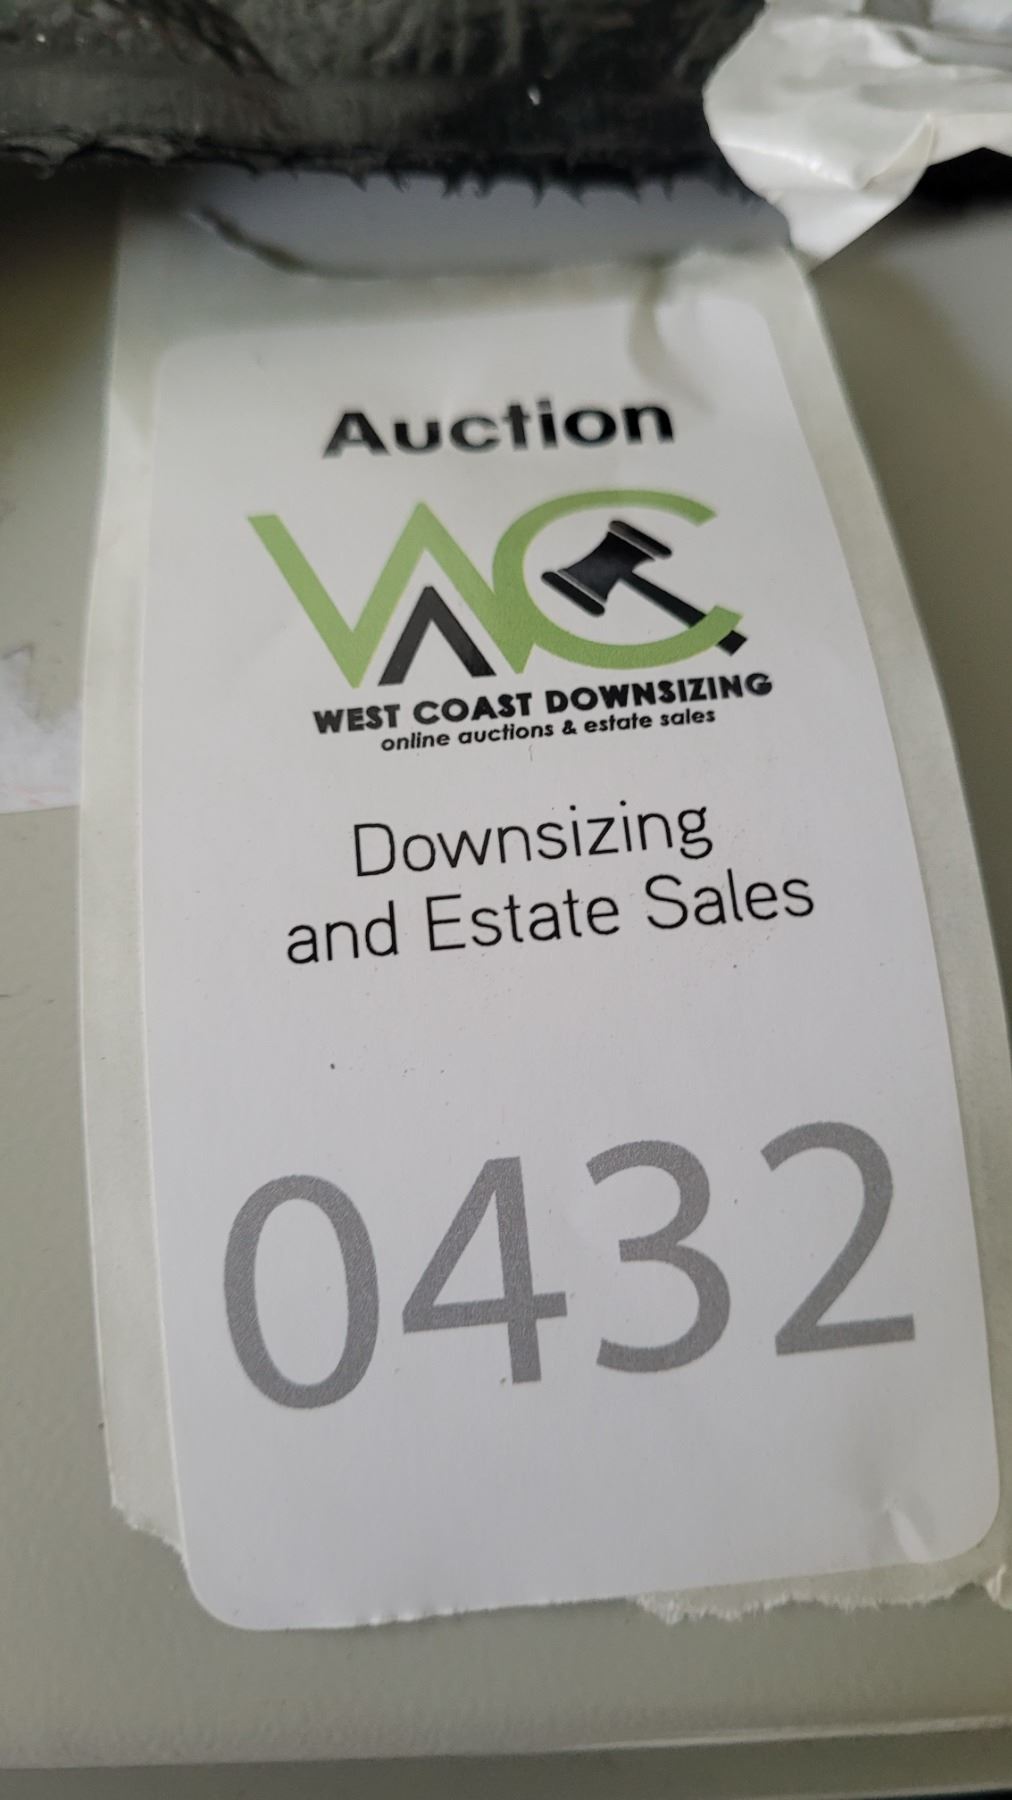 Auction
WC
WEST COAST DOWNSIZING
online auctions & estate sales
Downsizing
and Estate Sales
0432